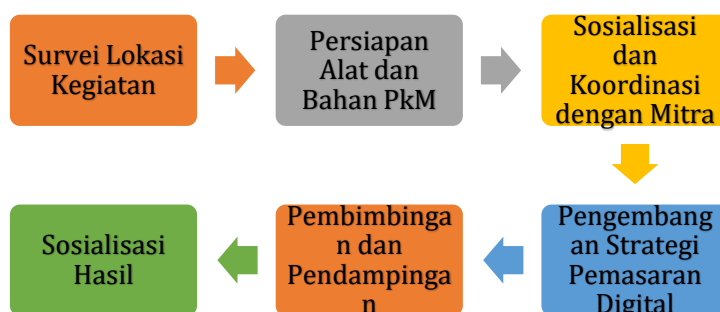 Survei Lokasi
Kegiatan
Persiapan
Alat dan
Bahan PkM
Sosialisasi
dan
Koordinasi
dengan Mitra
Pengembang
an Strategi
Pemasaran
Digital
Pembimbinga
n dan
Pendampinga
n
Sosialisasi
Hasil